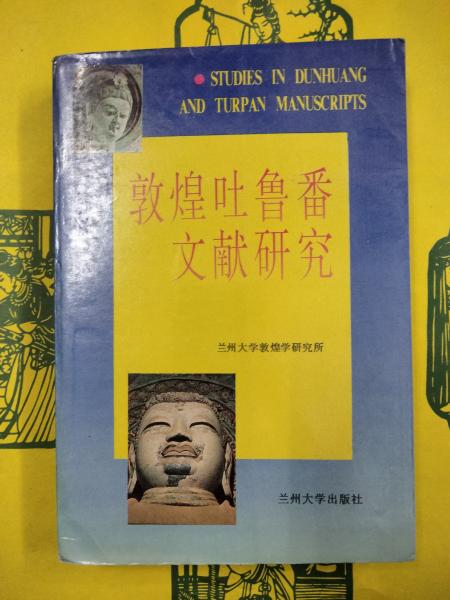 STUDIES IN DUNHUANG
AND TURPAN MANUSCRIPTS
敦煌吐鲁番
文献研究
兰州大学敦煌学研究所
兰州大学出版社